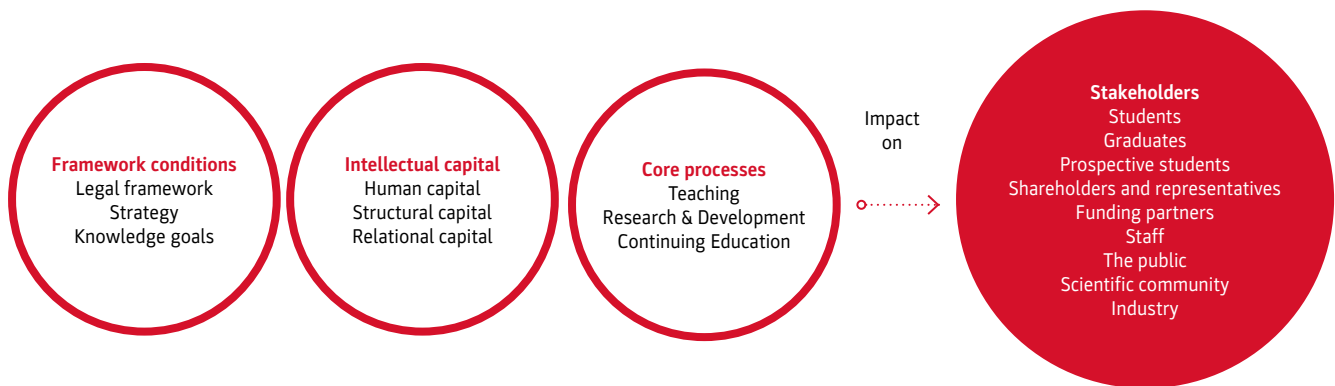 Framework conditions
Legal framework
Strategy
Knowledge goals
Intellectual capital
Human capital
Structural capital
Relational capital
Core processes
Teaching
Research & Development
Continuing Education
Impact
on
Stakeholders
Students
Graduates
Prospective students
Shareholders and representatives
Funding partners
Staff
The public
Scientific community
Industry